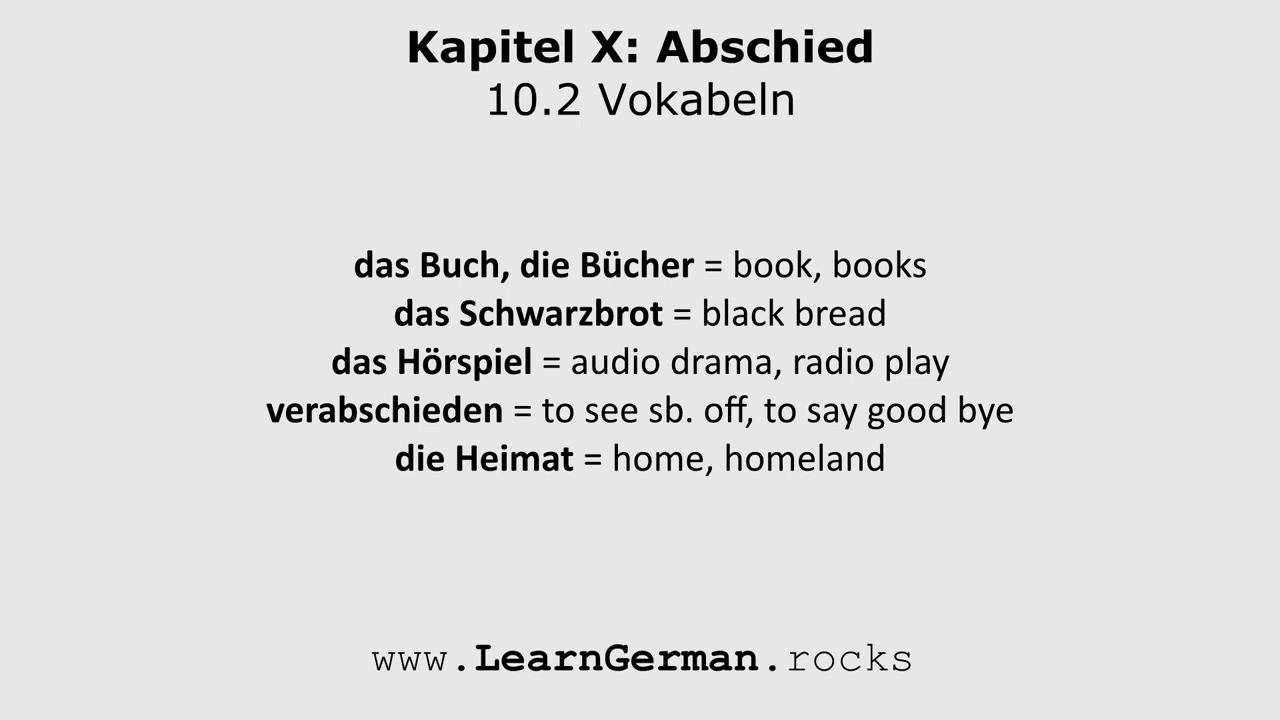 Kapitel X: Abschied
10.2 Vokabeln
das Buch, die Bücher = book, books
das Schwarzbrot = black bread
das Hörspiel = audio drama, radio play
verabschieden = to see sb. off, to say good bye
die Heimat = home, homeland
www.LearnGerman.rocks